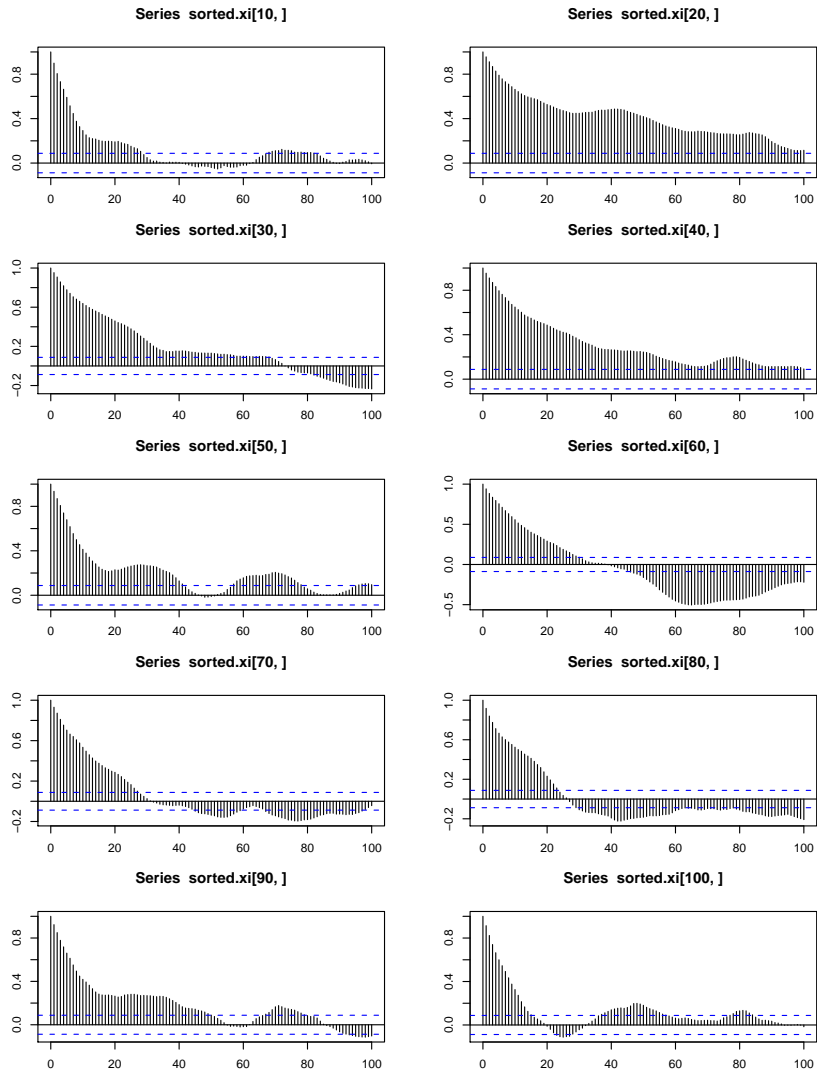 Series sorted.xi[10, ]
0.0 0.4 0.8
0 20 40 60 80 100
Series sorted.xi[20, ]
0.0 0.4 0.8
0 20 40 60 80 100
Series sorted.xi[30, ]
−0.2 0.2 0.6 1.0
0 20 40 60 80 100
Series sorted.xi[40, ]
0.0 0.4 0.8
0 20 40 60 80 100
Series sorted.xi[50, ]
0.0 0.4 0.8
0 20 40 60 80 100
Series sorted.xi[60, ]
−0.5 0.0 0.5 1.0
0 20 40 60 80 100
Series sorted.xi[70, ]
−0.2 0.2 0.6 1.0
0 20 40 60 80 100
Series sorted.xi[80, ]
−0.2 0.2 0.6 1.0
0 20 40 60 80 100
Series sorted.xi[90, ]
0.0 0.4 0.8
0 20 40 60 80 100
Series sorted.xi[100, ]
0.0 0.4 0.8
0 20 40 60 80 100